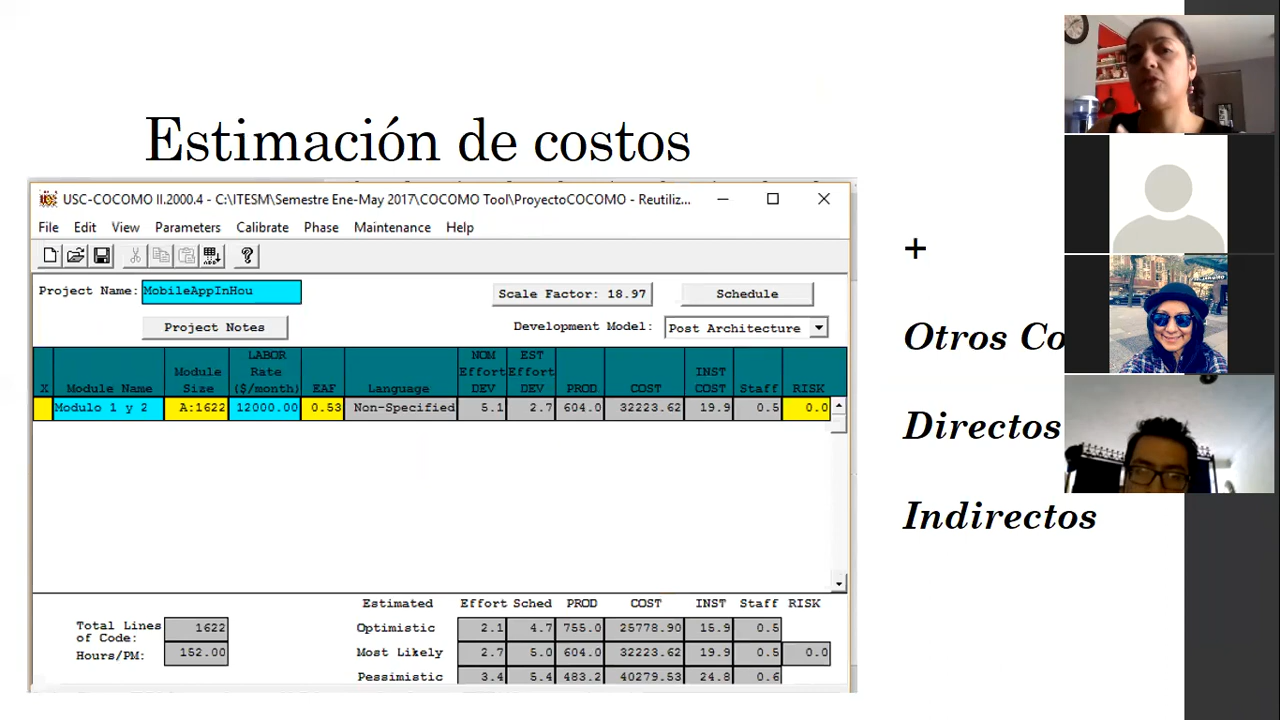 Estimación de costos
USC-COCOMO II.2000.4 - C:\ITESM\Semestre Ene-May 2017\COCOMO Tool\ProyectoCOCOMO - Reutiliz...
File Edit View Parameters Calibrate Phase Maintenance Help
Project Name: MobileAppInHou
Scale Factor: 18.97
Schedule
Project Notes
Development Model: Post Architecture
X Module Name Module Size LABOR Rate ($/month) EAF Language NOM Effort DEV EST Effort DEV PROD COST INST COST Staff RISK
Modulo 1 y 2 A:1622 12000.00 0.53 Non-Specified 5.1 2.7 604.0 32223.62 19.9 0.5 0.0
Total Lines of Code: 1622
Hours/PM: 152.00
Estimated Effort Sched PROD COST INST Staff RISK
Optimistic 2.1 4.7 755.0 25778.90 15.9 0.5
Most Likely 2.7 5.0 604.0 32223.62 19.9 0.5 0.0
Pessimistic 3.4 5.4 483.2 40279.53 24.8 0.6
+
Otros Co
Directos
Indirectos